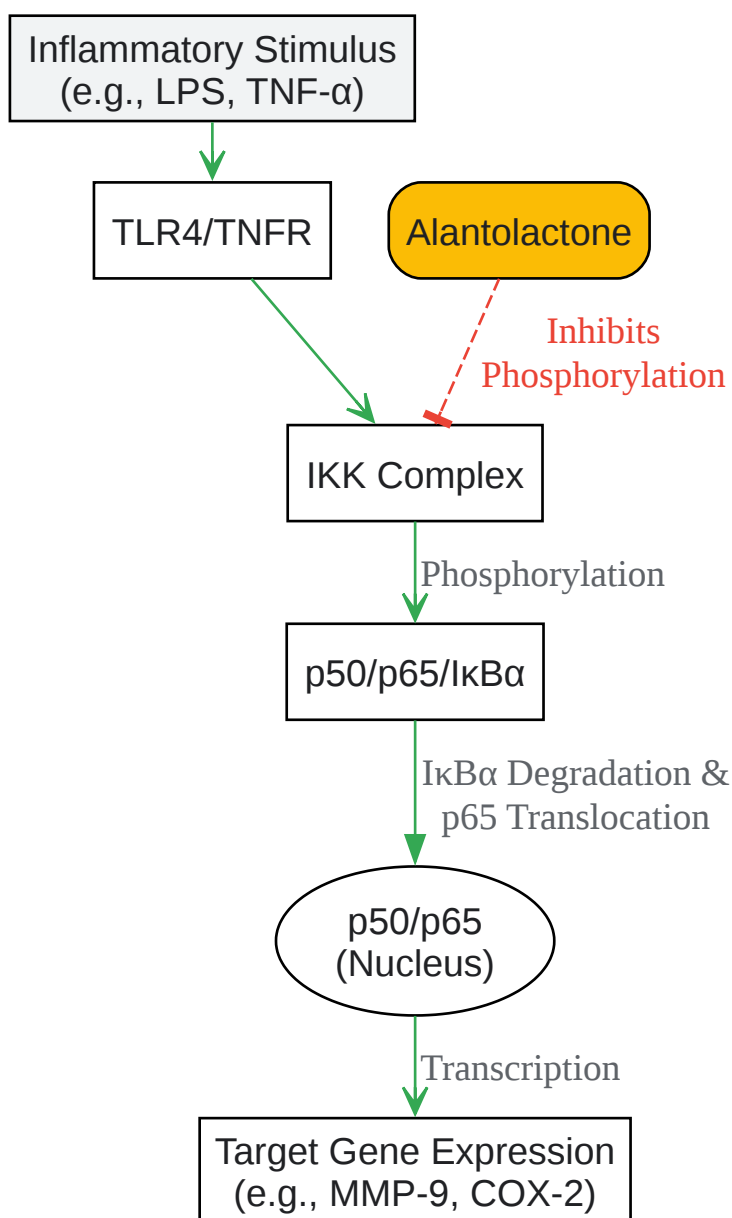 Inflammatory Stimulus
(e.g., LPS, TNF-α)
TLR4/TNFR
Alantolactone
Inhibits
Phosphorylation
IKK Complex
Phosphorylation
p50/p65/IκBα
IκBα Degradation &
p65 Translocation
p50/p65
(Nucleus)
Transcription
Target Gene Expression
(e.g., MMP-9, COX-2)